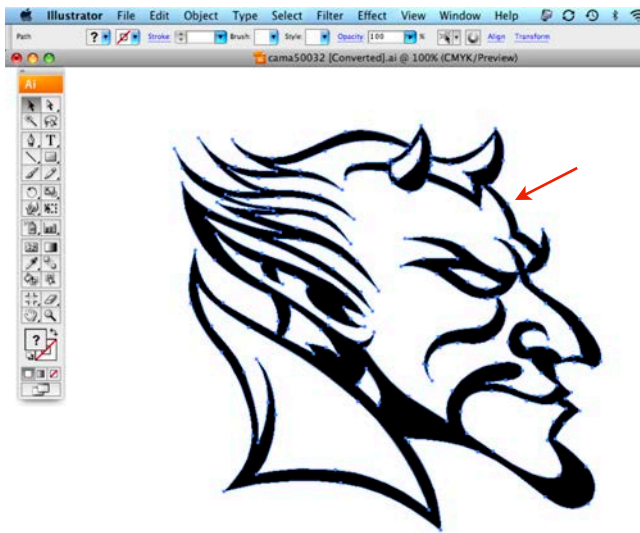 Illustrator File Edit Object Type Select Filter Effect View Window Help
Path ? Stroke: Brush: Style: Opacity: 100 % Align Transform
cama50032 [Converted].ai @ 100% (CMYK/Preview)
Ai
T
?